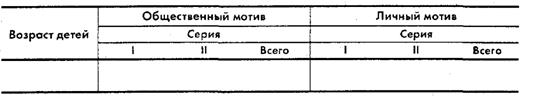 Общественный мотив Личный мотив
Возраст детей Серия Серия
I II Всего I II Всего